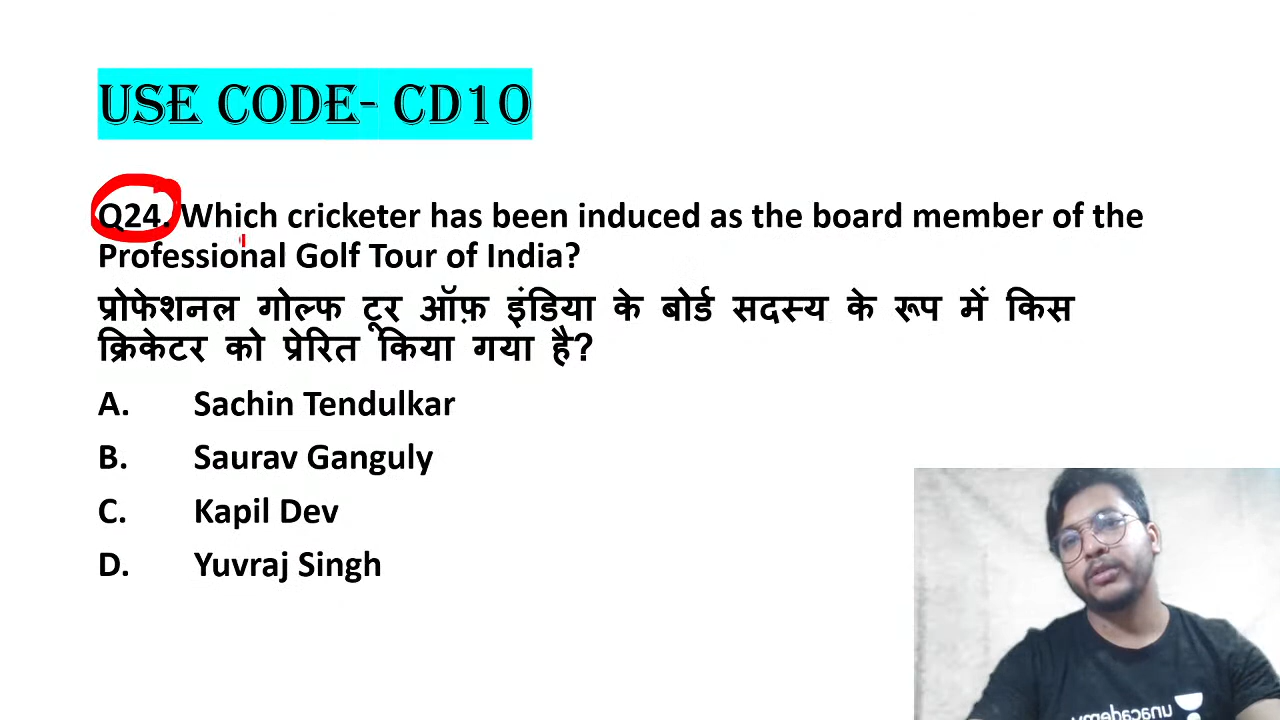 USE CODE- CD10
Q24. Which cricketer has been induced as the board member of the
Professional Golf Tour of India?
प्रोफेशनल गोल्फ टूर ऑफ़ इंडिया के बोर्ड सदस्य के रूप में किस
क्रिकेटर को प्रेरित किया गया है?
A. Sachin Tendulkar
B. Saurav Ganguly
C. Kapil Dev
D. Yuvraj Singh
unacademy